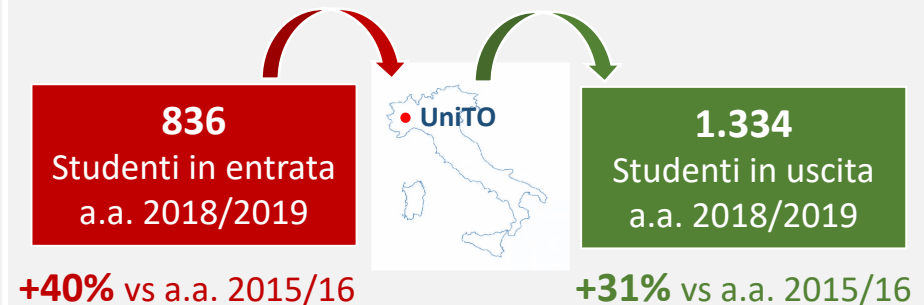 836
Studenti in entrata
a.a. 2018/2019
+40% vs a.a. 2015/16
UniTO
1.334
Studenti in uscita
a.a. 2018/2019
+31% vs a.a. 2015/16